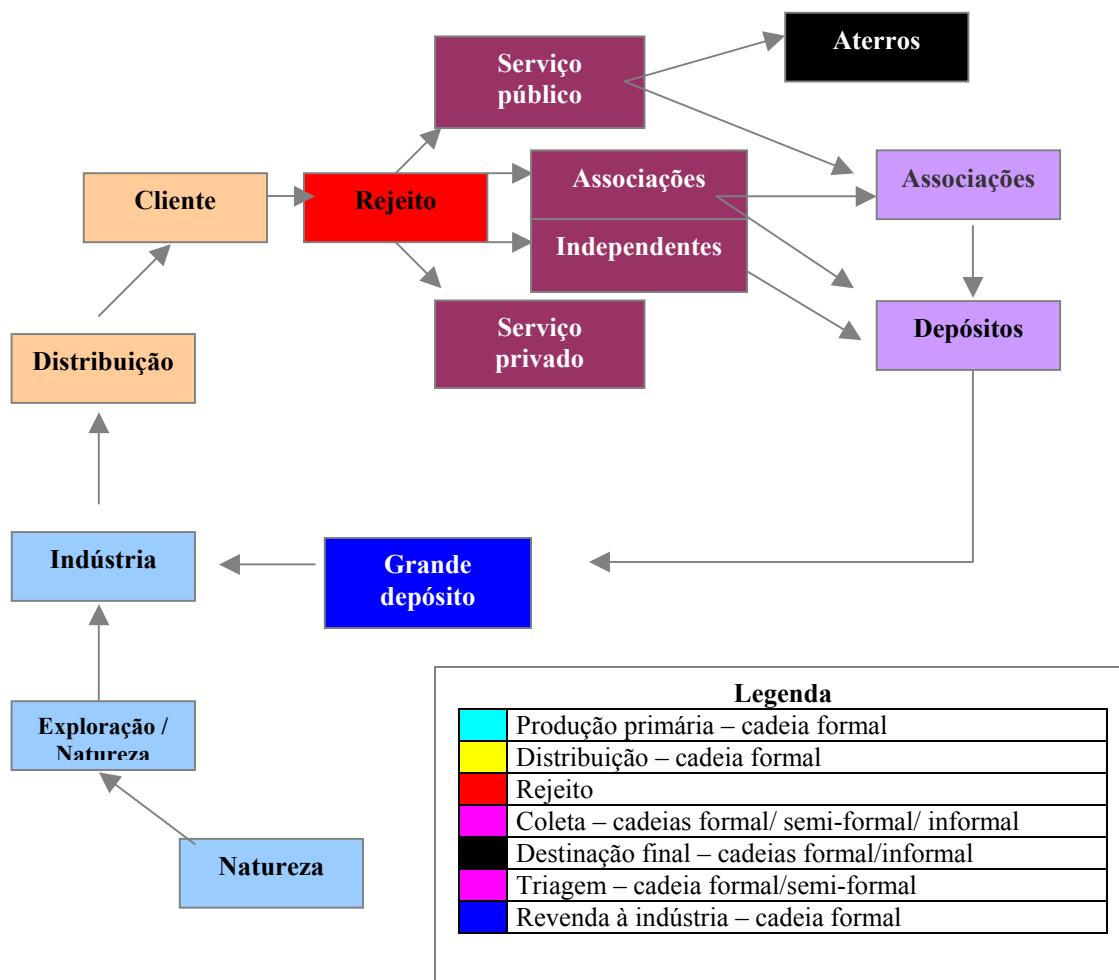 Aterros
Serviço
público
Associações
Associações
Cliente
Rejeito
Independentes
Serviço
privado
Depósitos
Distribuição
Indústria
Grande
depósito
Exploração /
Natureza
Natureza
Legenda
Produção primária – cadeia formal
Distribuição – cadeia formal
Rejeito
Coleta – cadeias formal/ semi-formal/ informal
Destinação final – cadeias formal/informal
Triagem – cadeia formal/semi-formal
Revenda à indústria – cadeia formal